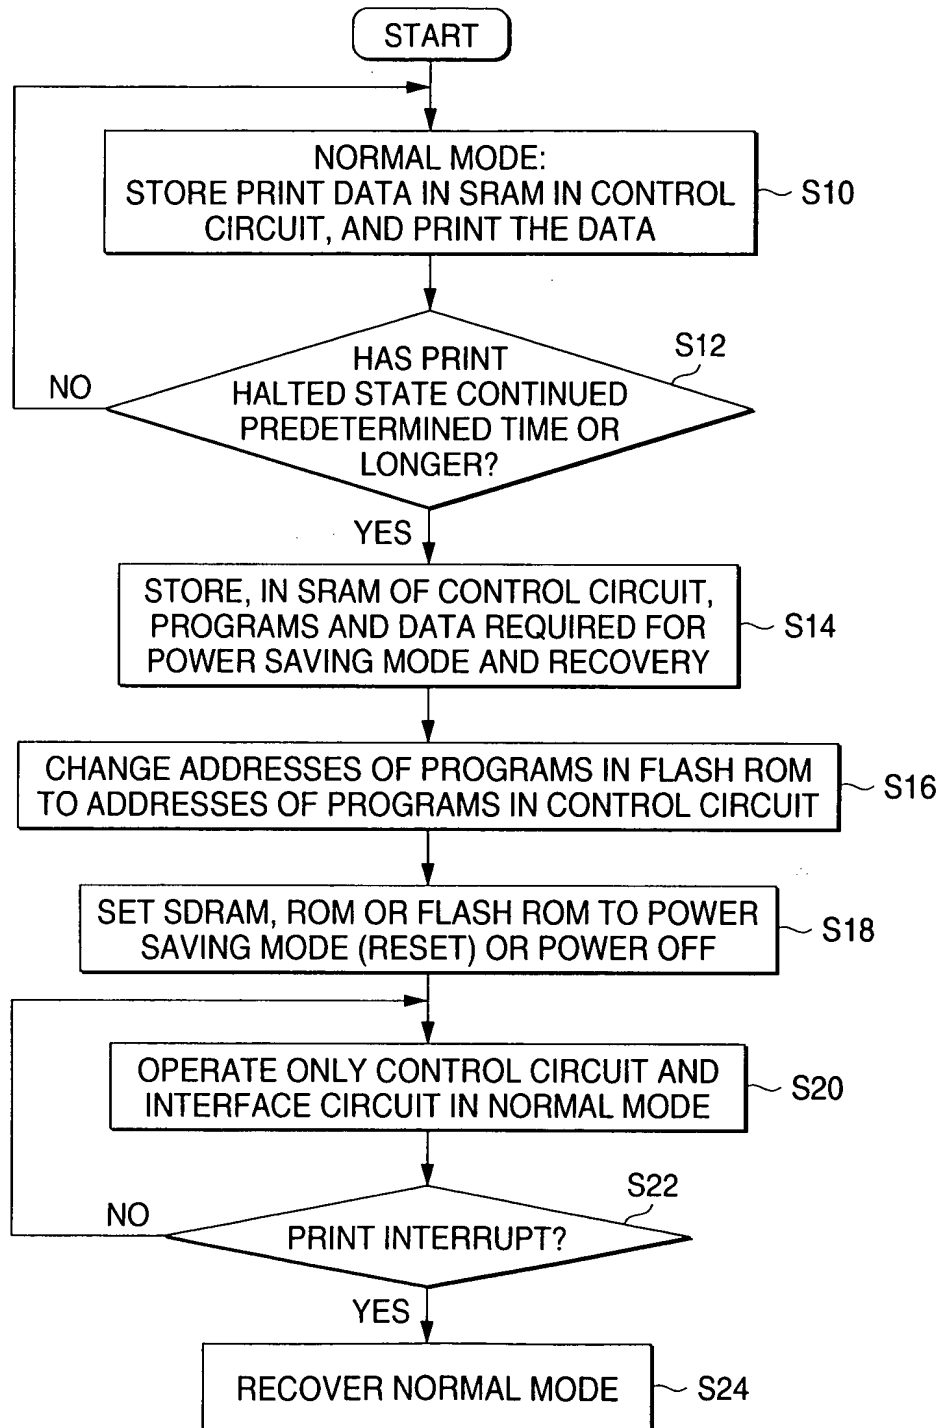 START
NORMAL MODE:
STORE PRINT DATA IN SRAM IN CONTROL
CIRCUIT, AND PRINT THE DATA
S10
HAS PRINT
HALTED STATE CONTINUED
PREDETERMINED TIME OR
LONGER?
S12
NO
YES
STORE, IN SRAM OF CONTROL CIRCUIT,
PROGRAMS AND DATA REQUIRED FOR
POWER SAVING MODE AND RECOVERY
S14
CHANGE ADDRESSES OF PROGRAMS IN FLASH ROM
TO ADDRESSES OF PROGRAMS IN CONTROL CIRCUIT
S16
SET SDRAM, ROM OR FLASH ROM TO POWER
SAVING MODE (RESET) OR POWER OFF
S18
OPERATE ONLY CONTROL CIRCUIT AND
INTERFACE CIRCUIT IN NORMAL MODE
S20
S22
NO
PRINT INTERRUPT?
YES
RECOVER NORMAL MODE
S24